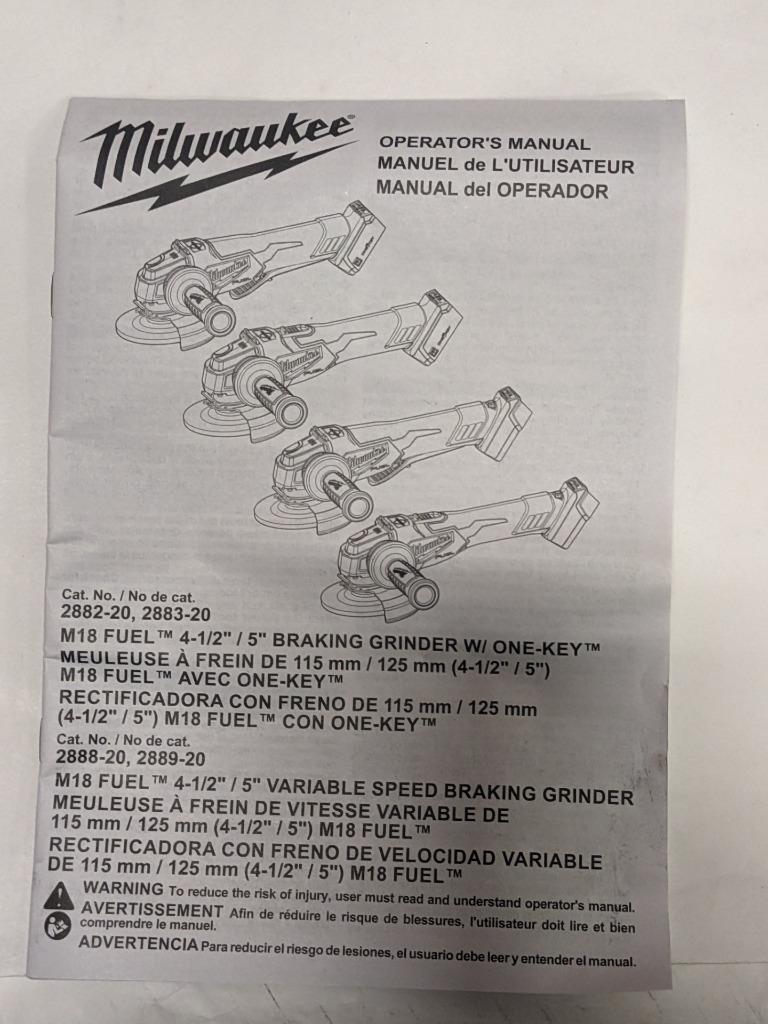 Milwaukee®
OPERATOR'S MANUAL
MANUEL de L'UTILISATEUR
MANUAL del OPERADOR
Milwaukee
FUEL
Milwaukee
FUEL
Milwaukee
FUEL
Milwaukee
FUEL
Cat. No. / No de cat.
2882-20, 2883-20
M18 FUEL™ 4-1/2" / 5" BRAKING GRINDER W/ ONE-KEY™
MEULEUSE À FREIN DE 115 mm / 125 mm (4-1/2" / 5")
M18 FUEL™ AVEC ONE-KEY™
RECTIFICADORA CON FRENO DE 115 mm / 125 mm
(4-1/2" / 5") M18 FUEL™ CON ONE-KEY™
Cat. No. / No de cat.
2888-20, 2889-20
M18 FUEL™ 4-1/2" / 5" VARIABLE SPEED BRAKING GRINDER
MEULEUSE À FREIN DE VITESSE VARIABLE DE
115 mm / 125 mm (4-1/2" / 5") M18 FUEL™
RECTIFICADORA CON FRENO DE VELOCIDAD VARIABLE
DE 115 mm / 125 mm (4-1/2" / 5") M18 FUEL™
WARNING To reduce the risk of injury, user must read and understand operator's manual.
AVERTISSEMENT Afin de réduire le risque de blessures, l'utilisateur doit lire et bien
comprendre le manuel.
ADVERTENCIA Para reducir el riesgo de lesiones, el usuario debe leer y entender el manual.